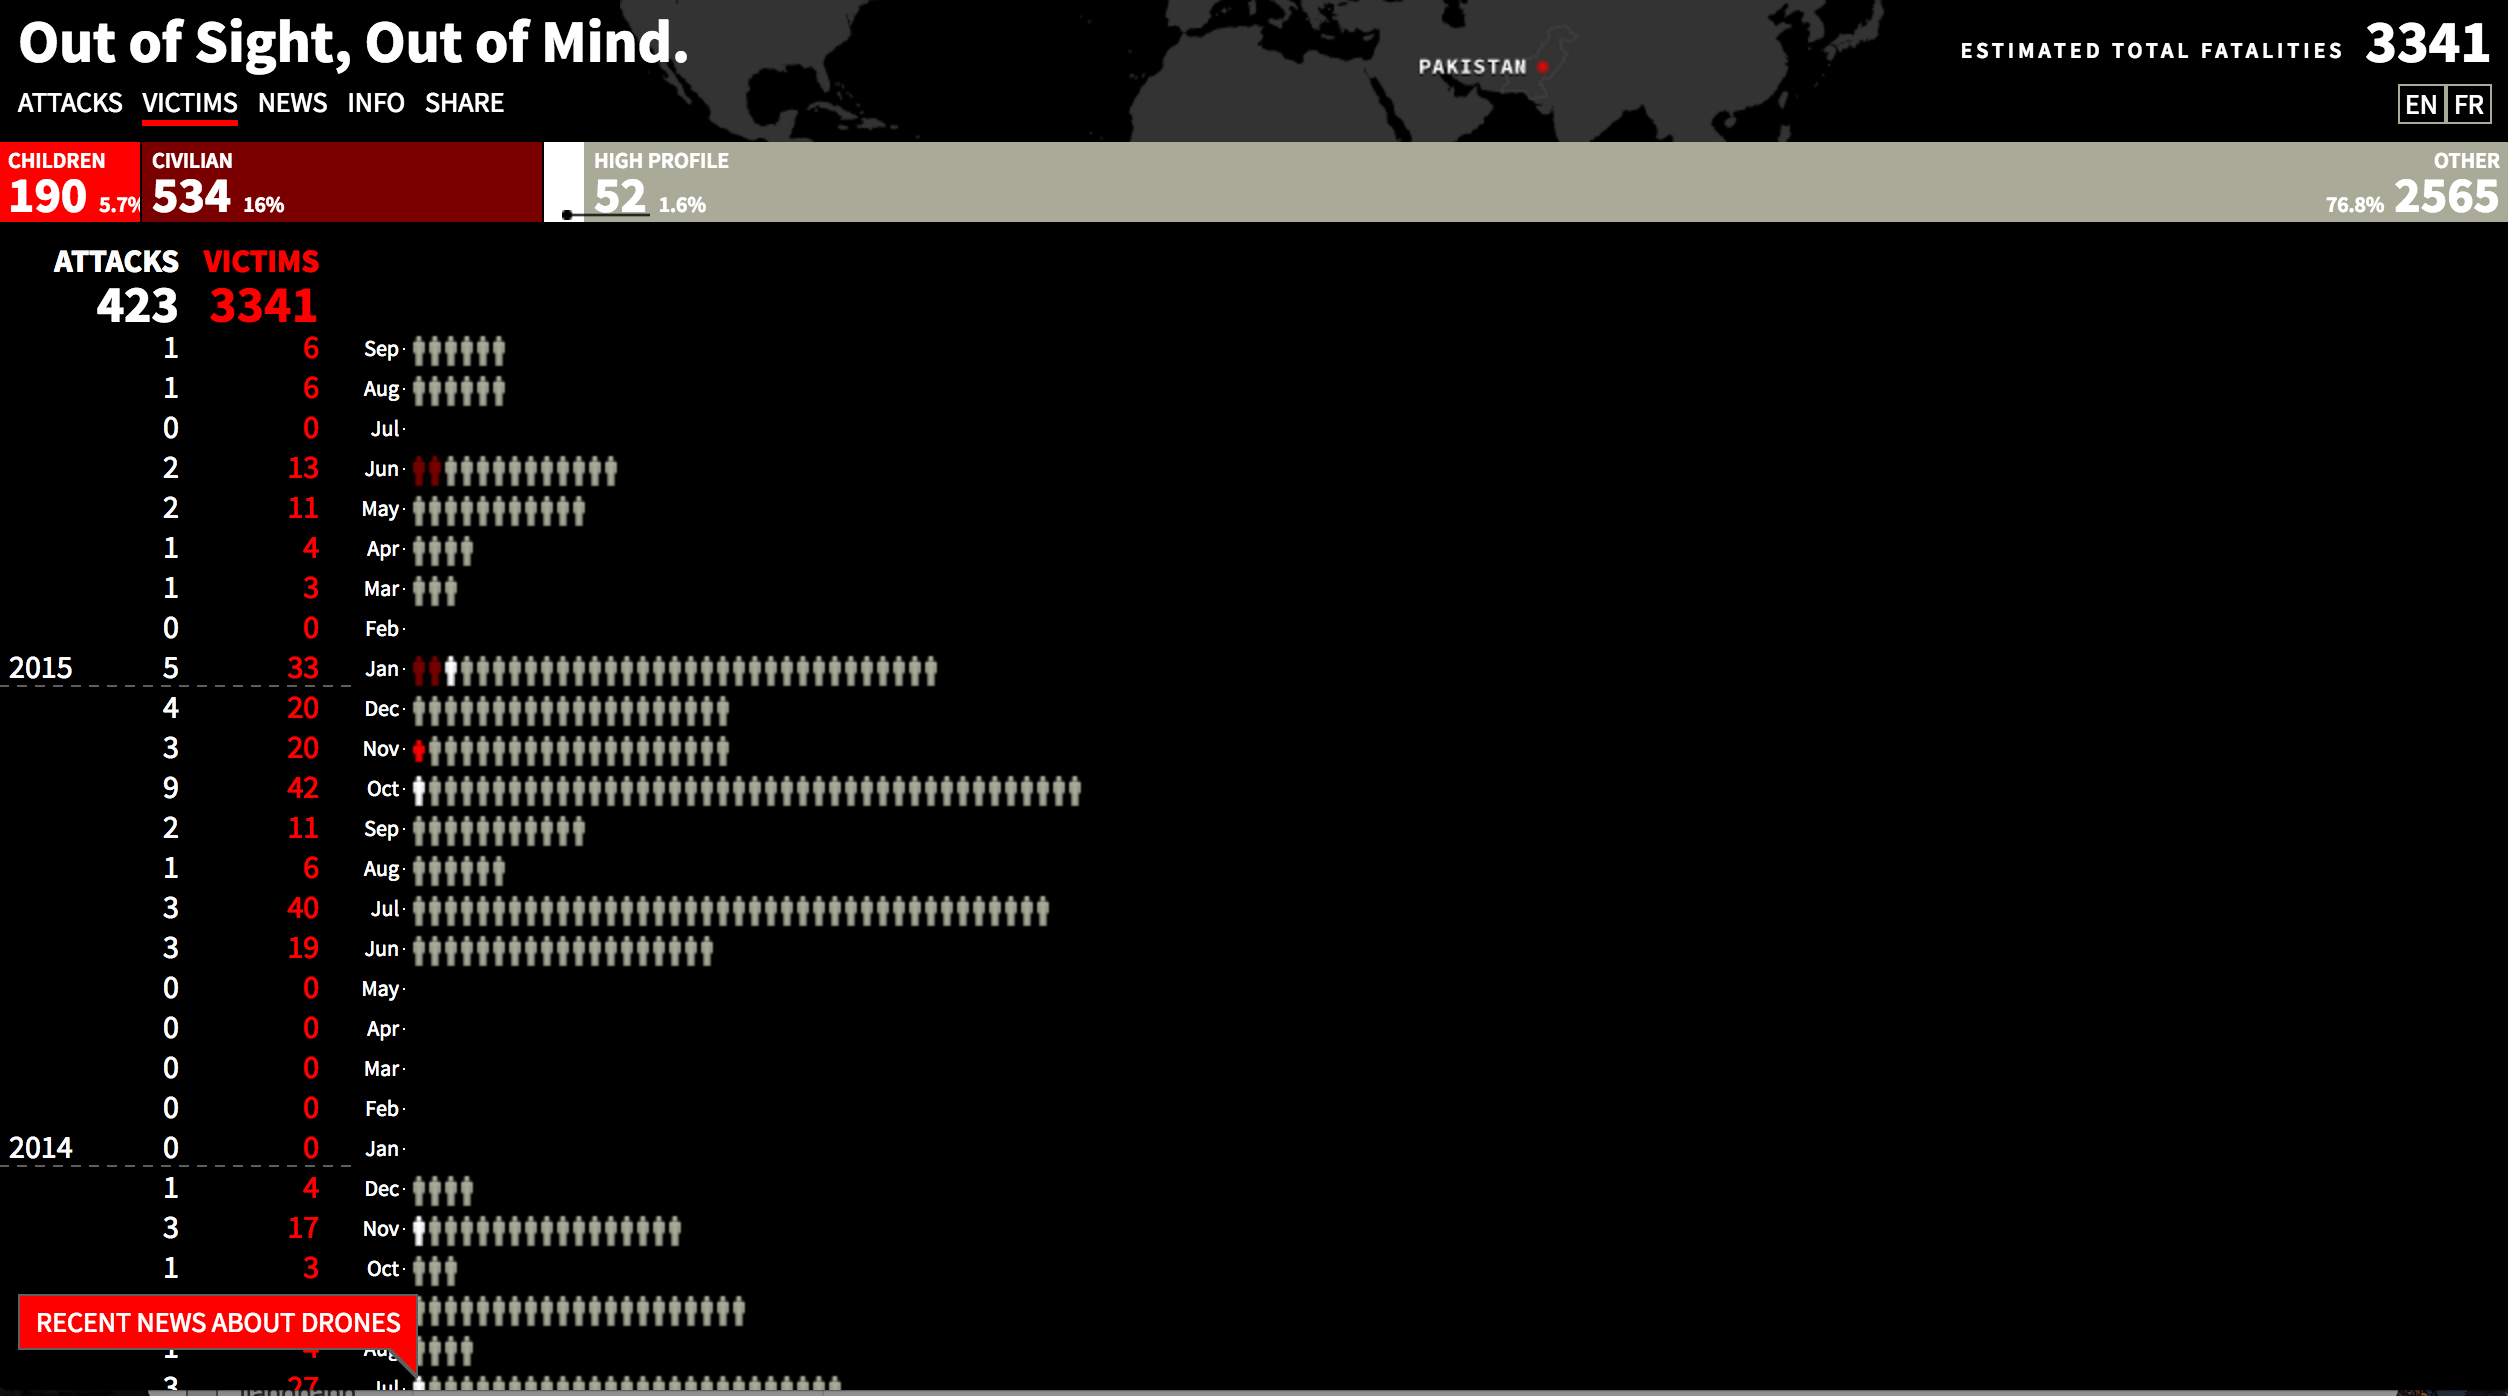 Out of Sight, Out of Mind.
PAKISTAN
ESTIMATED TOTAL FATALITIES 3341
ATTACKS VICTIMS NEWS INFO SHARE
EN FR
CHILDREN
190 5.7%
CIVILIAN
534 16%
HIGH PROFILE
52 1.6%
OTHER
76.8% 2565
ATTACKS VICTIMS
423 3341
1 6 Sep
1 6 Aug
0 0 Jul
2 13 Jun
2 11 May
1 4 Apr
1 3 Mar
0 0 Feb
2015 5 33 Jan
4 20 Dec
3 20 Nov
9 42 Oct
2 11 Sep
1 6 Aug
3 40 Jul
3 19 Jun
0 0 May
0 0 Apr
0 0 Mar
0 0 Feb
2014 0 0 Jan
1 4 Dec
3 17 Nov
1 3 Oct
RECENT NEWS ABOUT DRONES
1 4 Aug
3 27 Jul